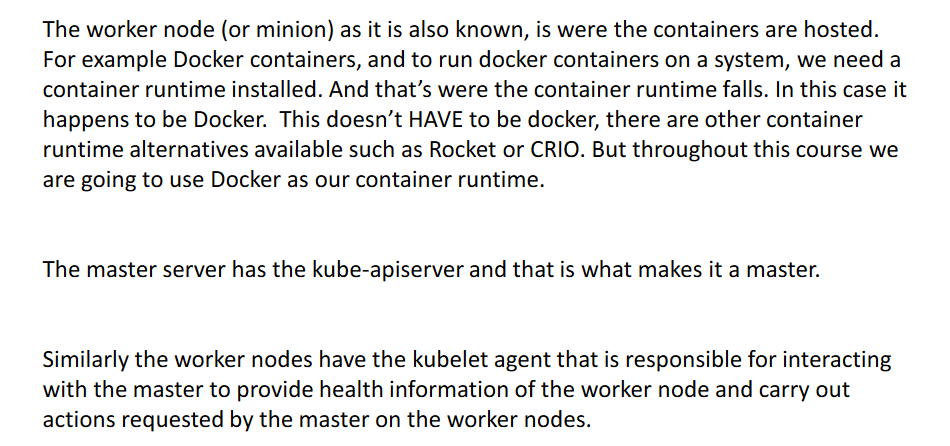 The worker node (or minion) as it is also known, is were the containers are hosted.
For example Docker containers, and to run docker containers on a system, we need a
container runtime installed. And that’s were the container runtime falls. In this case it
happens to be Docker.  This doesn’t HAVE to be docker, there are other container
runtime alternatives available such as Rocket or CRIO. But throughout this course we
are going to use Docker as our container runtime.
The master server has the kube-apiserver and that is what makes it a master.
Similarly the worker nodes have the kubelet agent that is responsible for interacting
with the master to provide health information of the worker node and carry out
actions requested by the master on the worker nodes.